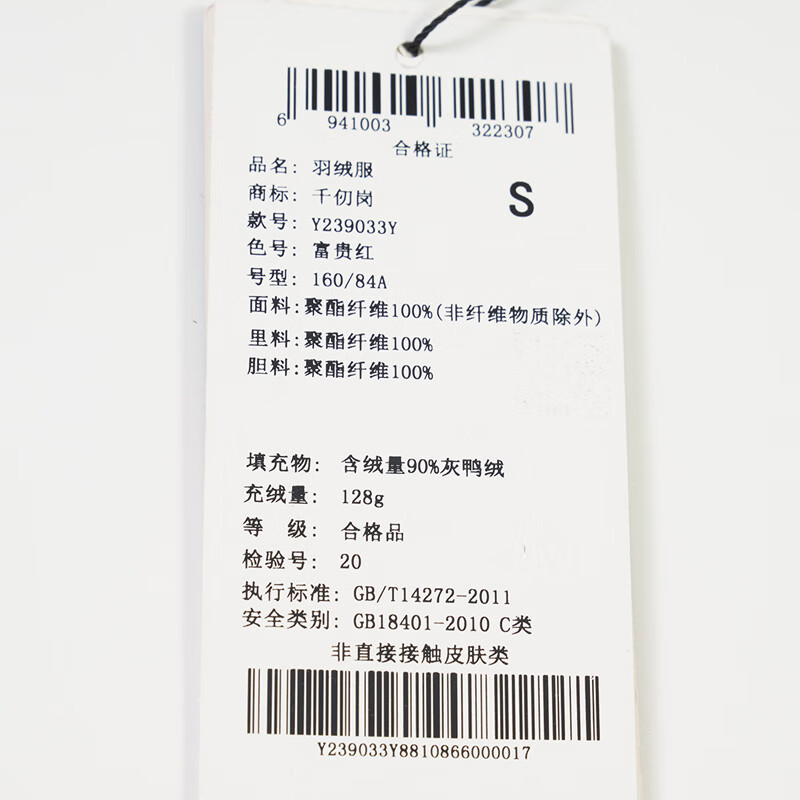 6 941003 322307
合格证
品名: 羽绒服
商标: 千仞岗
S
款号: Y239033Y
色号: 富贵红
号型: 160/84A
面料:聚酯纤维100%(非纤维物质除外)
里料:聚酯纤维100%
胆料:聚酯纤维100%
填充物: 含绒量90%灰鸭绒
充绒量: 128g
等 级: 合格品
检验号: 20
执行标准: GB/T14272-2011
安全类别: GB18401-2010 C类
非直接接触皮肤类
Y239033Y8810866000017